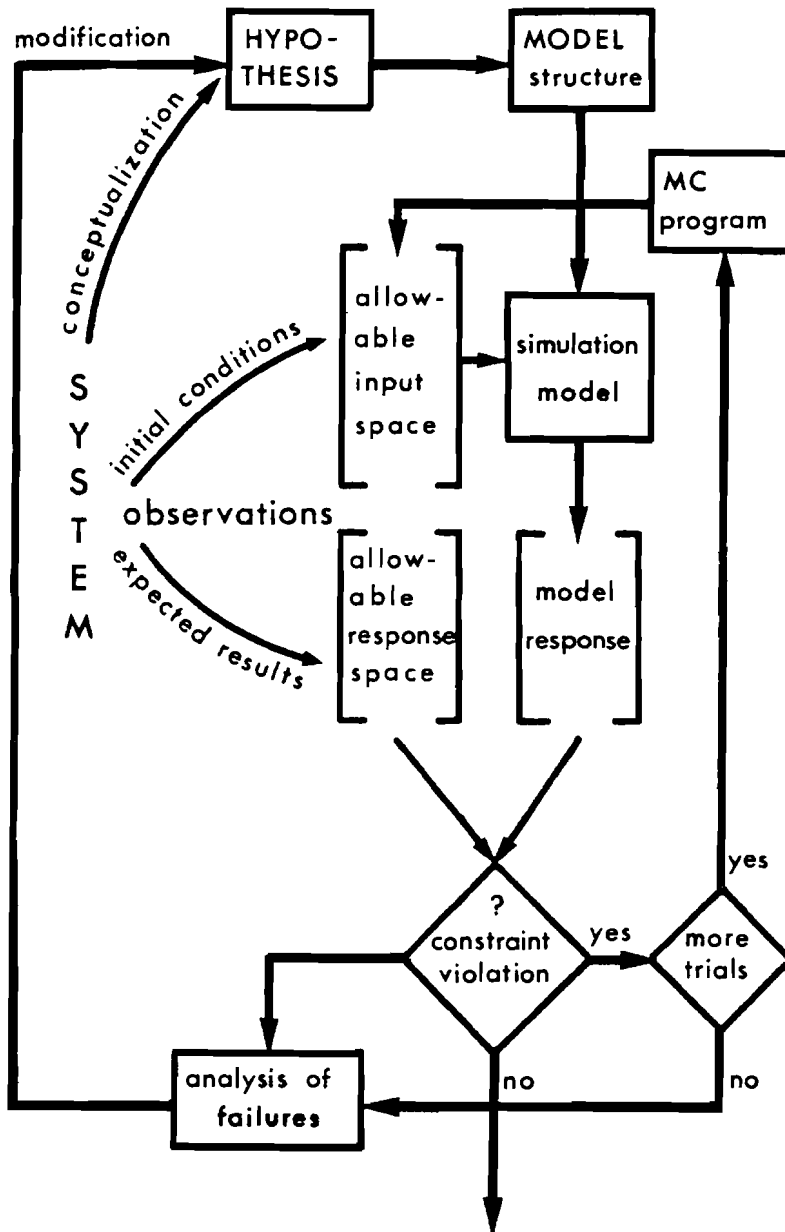 modification
HYPO-
THESIS
MODEL
structure
MC
program
conceptualization
SYSTEM
initial conditions
observations
expected results
allow-
able
input
space
simulation
model
allow-
able
response
space
model
response
?
constraint
violation
yes
more
trials
yes
no
no
analysis of
failures